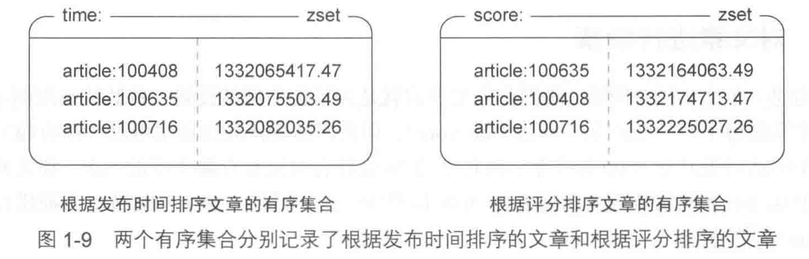 time: zset
article:100408 1332065417.47
article:100635 1332075503.49
article:100716 1332082035.26
根据发布时间排序文章的有序集合
score: zset
article:100635 1332164063.49
article:100408 1332174713.47
article:100716 1332225027.26
根据评分排序文章的有序集合
图 1-9 两个有序集合分别记录了根据发布时间排序的文章和根据评分排序的文章